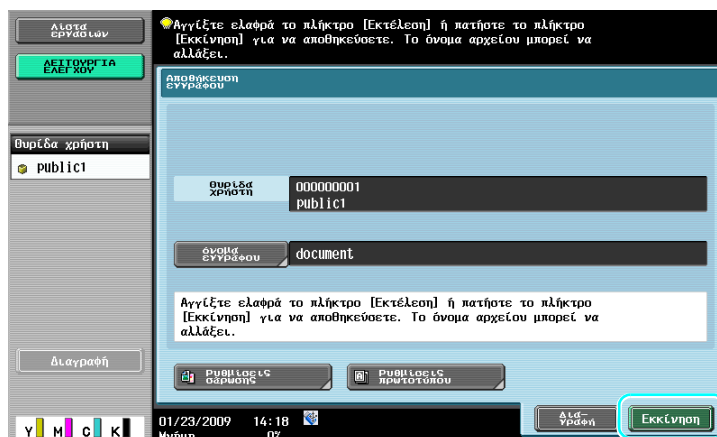 Λίστα
εργασιών
Αγγίξτε ελαφρά το πλήκτρο [Εκτέλεση] ή πατήστε το πλήκτρο
[Εκκίνηση] για να αποθηκεύσετε. Το όνομα αρχείου μπορεί να
αλλάξει.
ΛΕΙΤΟΥΡΓΙΑ
ΕΛΕΓΧΟΥ
Αποθήκευση
εγγράφου
Θυρίδα χρήστη
public1
Θυρίδα
χρήστη
000000001
public1
όνομα
εγγράφου
document
Αγγίξτε ελαφρά το πλήκτρο [Εκτέλεση] ή πατήστε το πλήκτρο
[Εκκίνηση] για να αποθηκεύσετε. Το όνομα αρχείου μπορεί να
αλλάξει.
Διαγραφή
Ρυθμίσεις
σάρωσης
Ρυθμίσεις
πρωτοτύπου
01/23/2009 14:18
Μνήμη 0%
Δια-
γραφή
Εκκίνηση
Y M C K